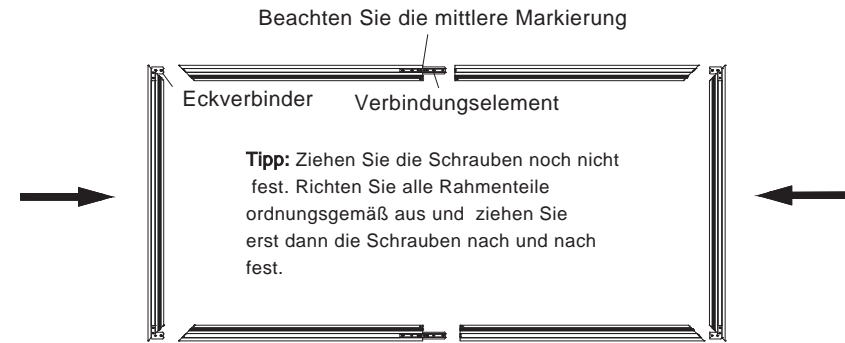 Beachten Sie die mittlere Markierung
Eckverbinder
Verbindungselement
Tipp: Ziehen Sie die Schrauben noch nicht
fest. Richten Sie alle Rahmenteile
ordnungsgemäß aus und ziehen Sie
erst dann die Schrauben nach und nach
fest.